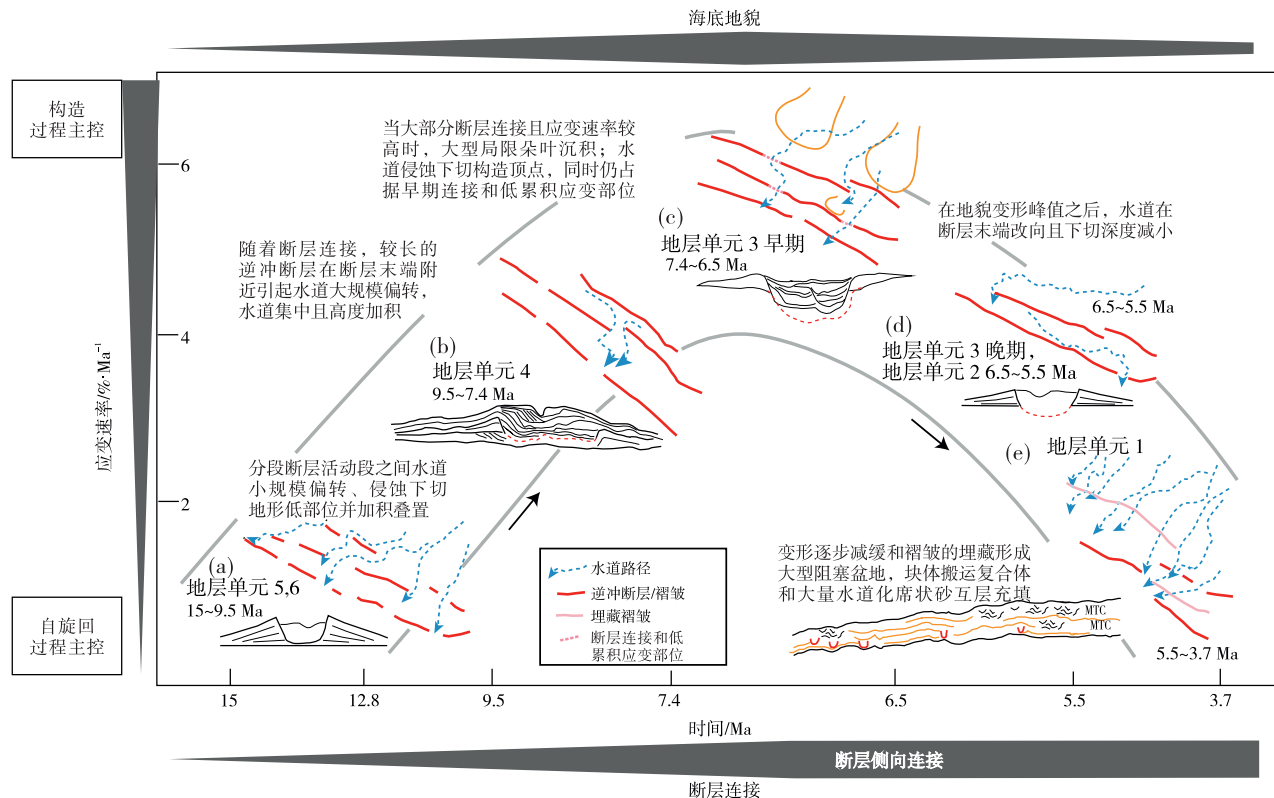 海底地貌
构造
过程主控
自旋回
过程主控
应变速率/%·Ma⁻¹
6
4
2
当大部分断层连接且应变速率较
高时，大型局限朵叶沉积；水
道侵蚀下切构造顶点，同时仍占
据早期连接和低累积应变部位
(c)
地层单元 3 早期
7.4~6.5 Ma
在地貌变形峰值之后，水道在
断层末端改向且下切深度减小
6.5~5.5 Ma
(d)
地层单元 3 晚期，
地层单元 2 6.5~5.5 Ma
随着断层连接，较长的
逆冲断层在断层末端附
近引起水道大规模偏转，
水道集中且高度加积
(b)
地层单元 4
9.5~7.4 Ma
(e)
地层单元 1
分段断层活动段之间水道
小规模偏转、侵蚀下切
地形低部位并加积叠置
(a)
地层单元 5,6
15~9.5 Ma
水道路径
逆冲断层/褶皱
埋藏褶皱
断层连接和低
累积应变部位
变形逐步减缓和褶皱的埋藏形成
大型阻塞盆地，块体搬运复合体
和大量水道化席状砂互层充填
MTC
MTC
5.5~3.7 Ma
15
12.8
9.5
7.4
6.5
5.5
3.7
时间/Ma
断层侧向连接
断层连接